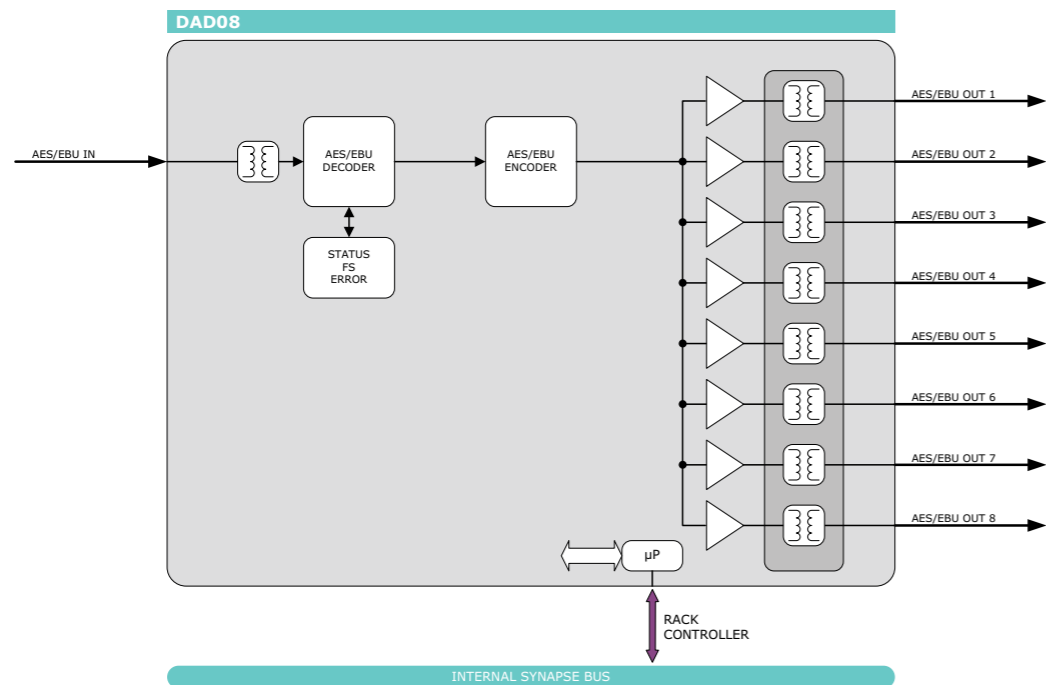 DAD08
AES/EBU IN
AES/EBU
DECODER
AES/EBU
ENCODER
STATUS
FS
ERROR
AES/EBU OUT 1
AES/EBU OUT 2
AES/EBU OUT 3
AES/EBU OUT 4
AES/EBU OUT 5
AES/EBU OUT 6
AES/EBU OUT 7
AES/EBU OUT 8
µP
RACK
CONTROLLER
INTERNAL SYNAPSE BUS